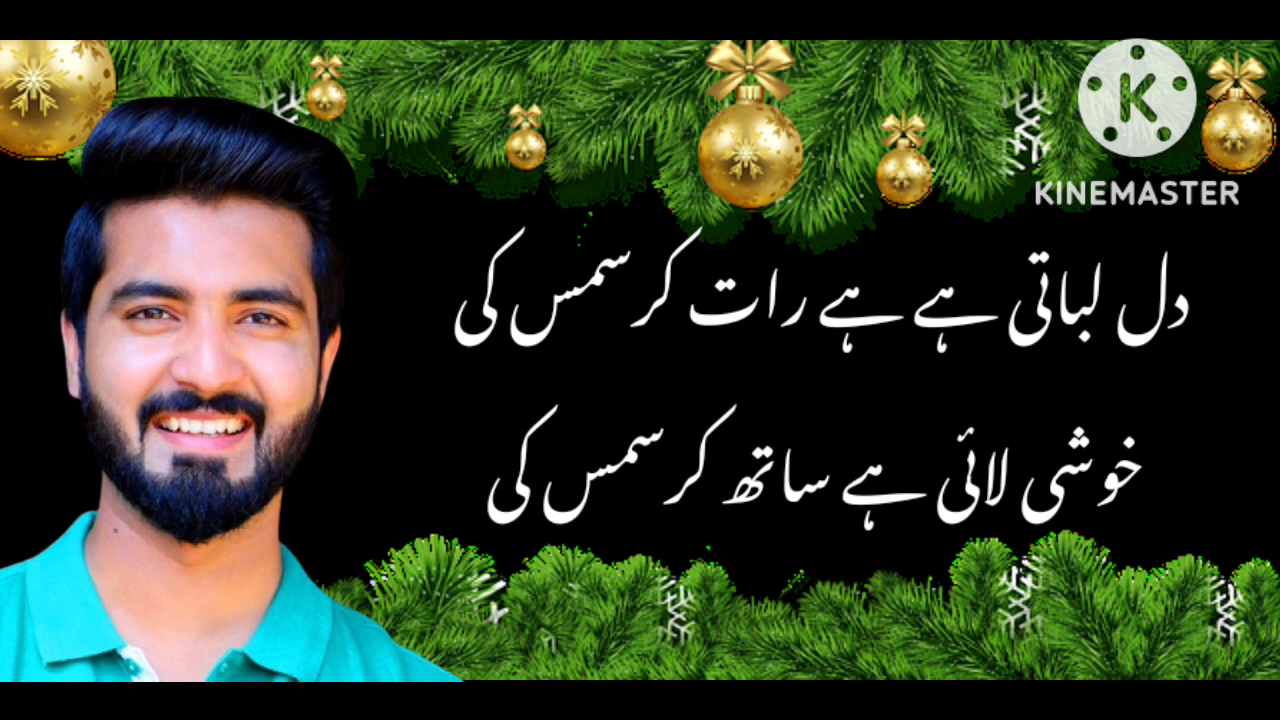 KINEMASTER
دل لباتی ہے ہے رات کرسمس کی
خوشی لائی ہے ساتھ کرسمس کی